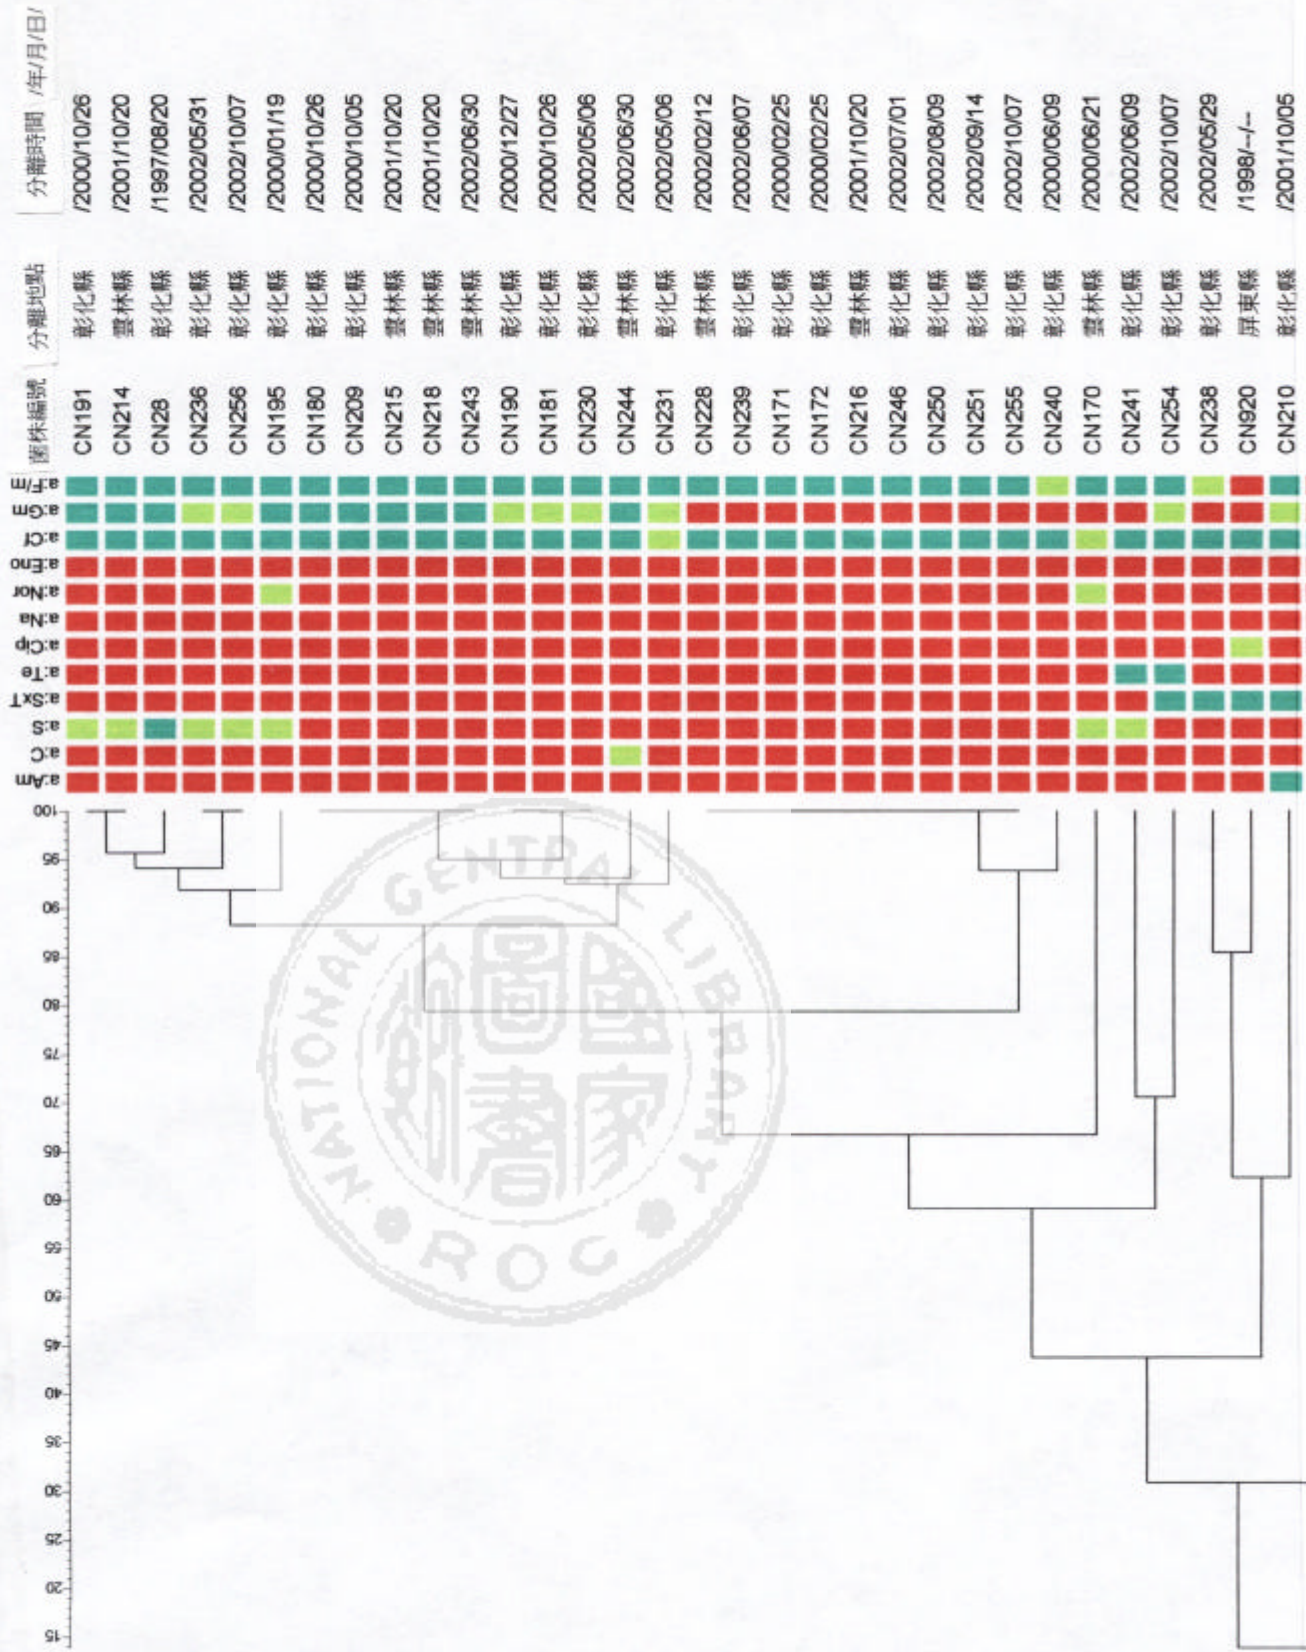 菌株編號 分離地點 分離時間 /年/月/日/
a:Am a:C a:S a:SxT a:Te a:Cip a:Na a:Nor a:Eno a:Cf a:Gm a:F/m
CN191 彰化縣 /2000/10/26
CN214 雲林縣 /2001/10/20
CN28 彰化縣 /1997/08/20
CN236 彰化縣 /2002/05/31
CN256 彰化縣 /2002/10/07
CN195 彰化縣 /2000/01/19
CN180 彰化縣 /2000/10/26
CN209 彰化縣 /2000/10/05
CN215 雲林縣 /2001/10/20
CN218 雲林縣 /2001/10/20
CN243 雲林縣 /2002/06/30
CN190 彰化縣 /2000/12/27
CN181 彰化縣 /2000/10/26
CN230 彰化縣 /2002/05/06
CN244 雲林縣 /2002/06/30
CN231 彰化縣 /2002/05/06
CN228 雲林縣 /2002/02/12
CN239 彰化縣 /2002/06/07
CN171 彰化縣 /2000/02/25
CN172 彰化縣 /2000/02/25
CN216 雲林縣 /2001/10/20
CN246 彰化縣 /2002/07/01
CN250 彰化縣 /2002/08/09
CN251 彰化縣 /2002/09/14
CN255 彰化縣 /2002/10/07
CN240 彰化縣 /2000/06/09
CN170 雲林縣 /2000/06/21
CN241 彰化縣 /2002/06/09
CN254 彰化縣 /2002/10/07
CN238 彰化縣 /2002/05/29
CN920 屏東縣 /1998/--/--
CN210 彰化縣 /2001/10/05
15 20 25 30 35 40 45 50 55 60 65 70 75 80 85 90 95 100
NATIONAL CENTRAL LIBRARY
ROC
國家圖書